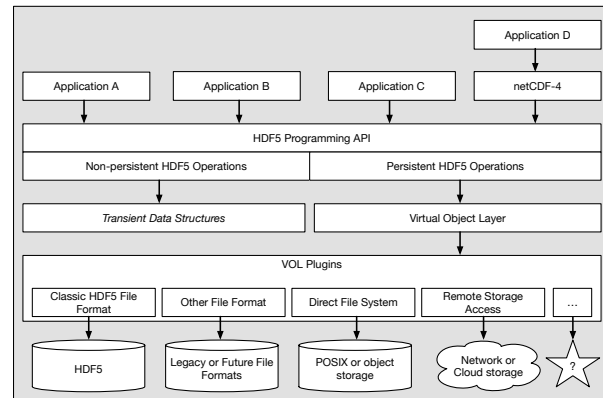 Application D
Application A
Application B
Application C
netCDF-4
HDF5 Programming API
Non-persistent HDF5 Operations
Persistent HDF5 Operations
Transient Data Structures
Virtual Object Layer
VOL Plugins
Classic HDF5 File
Format
Other File Format
Direct File System
Remote Storage
Access
...
HDF5
Legacy or Future File
Formats
POSIX or object
storage
Network or
Cloud storage
?